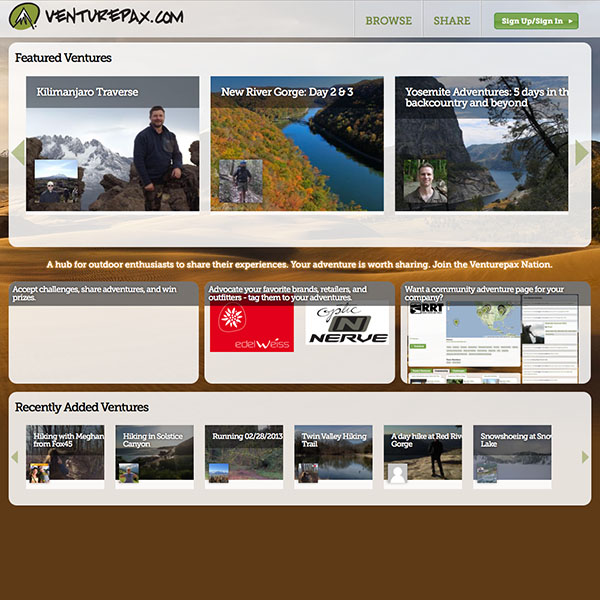 VENTUREPAX.COM
BROWSE
SHARE
Sign Up/Sign In
Featured Ventures
Kilimanjaro Traverse
New River Gorge: Day 2 & 3
Yosemite Adventures: 5 days in th
backcountry and beyond
A hub for outdoor enthusiasts to share their experiences. Your adventure is worth sharing. Join the Venturepax Nation.
Accept challenges, share adventures, and win
prizes.
Advocate your favorite brands, retailers, and
outfitters - tag them to your adventures.
edelweiss
optic
NERVE
Want a community adventure page for your
company?
RRT
Recently Added Ventures
Hiking with Meghan
from Fox45
Hiking in Solstice
Canyon
Running 02/28/2013
Twin Valley Hiking
Trail
A day hike at Red Riv
Gorge
Snowshoeing at Snow
Lake